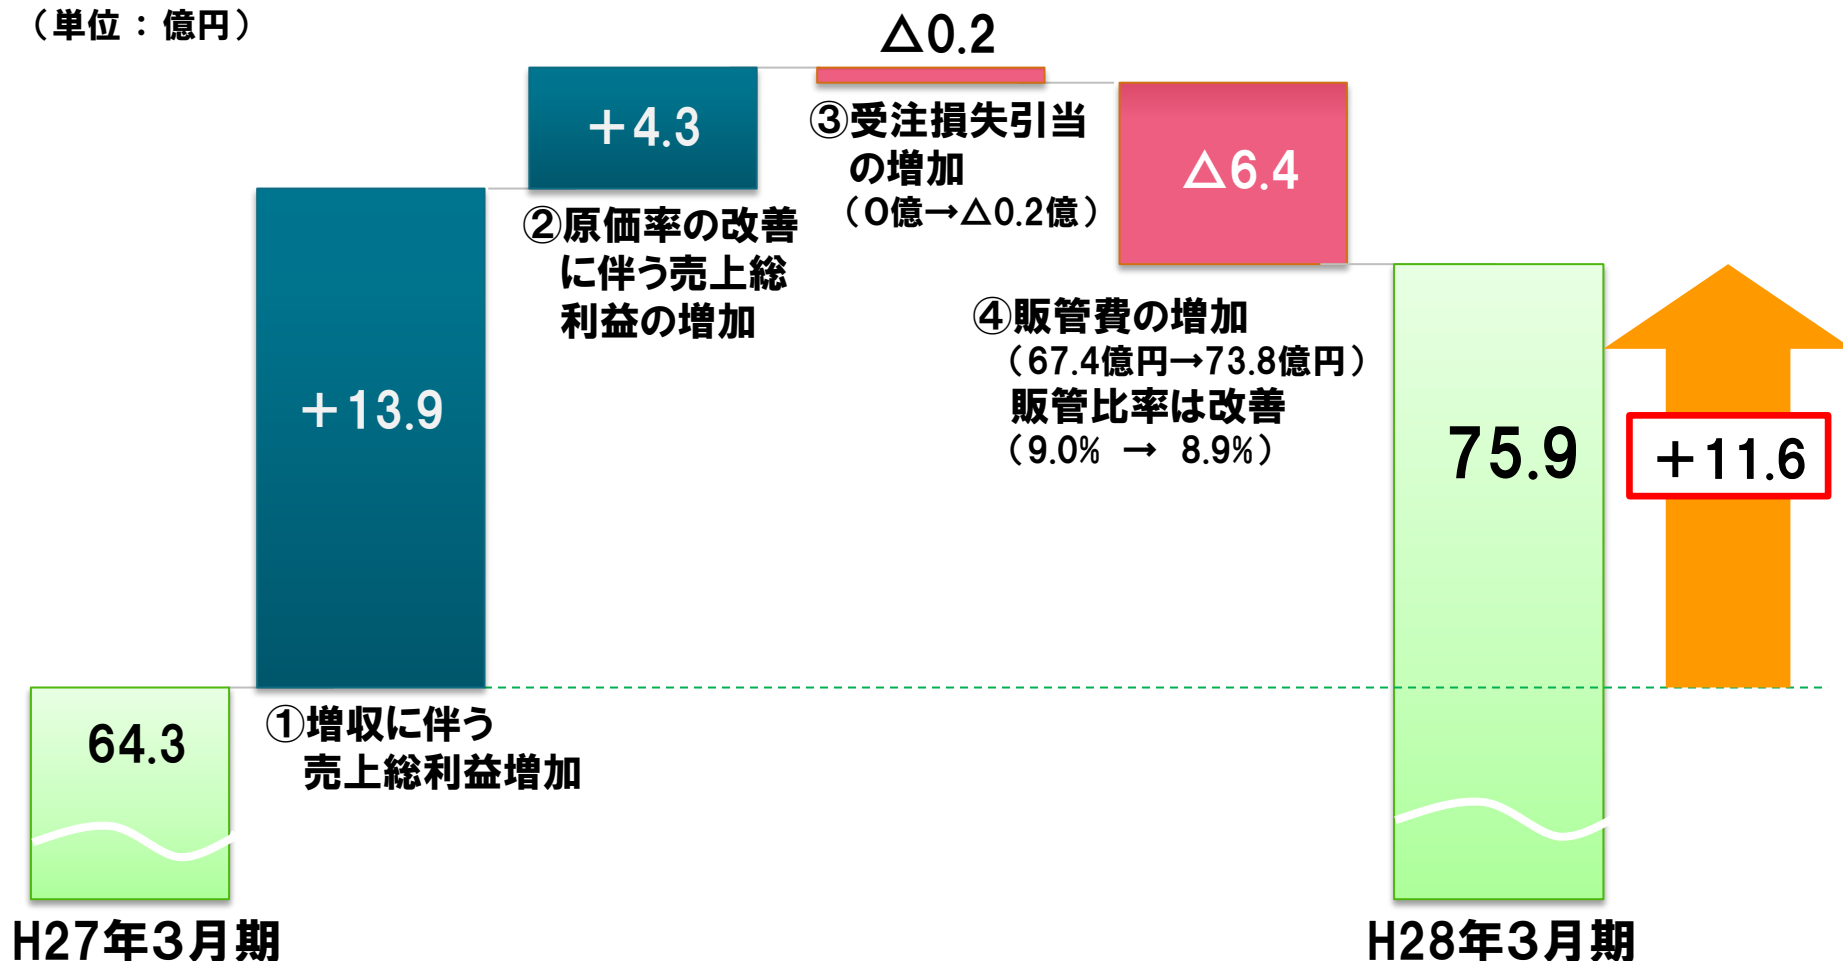 （単位：億円）
△0.2
＋4.3
③受注損失引当
の増加
（0億→△0.2億）
△6.4
②原価率の改善
に伴う売上総
利益の増加
④販管費の増加
（67.4億円→73.8億円）
販管比率は改善
（9.0% → 8.9%）
＋13.9
75.9
＋11.6
64.3
①増収に伴う
売上総利益増加
H27年３月期
H28年３月期